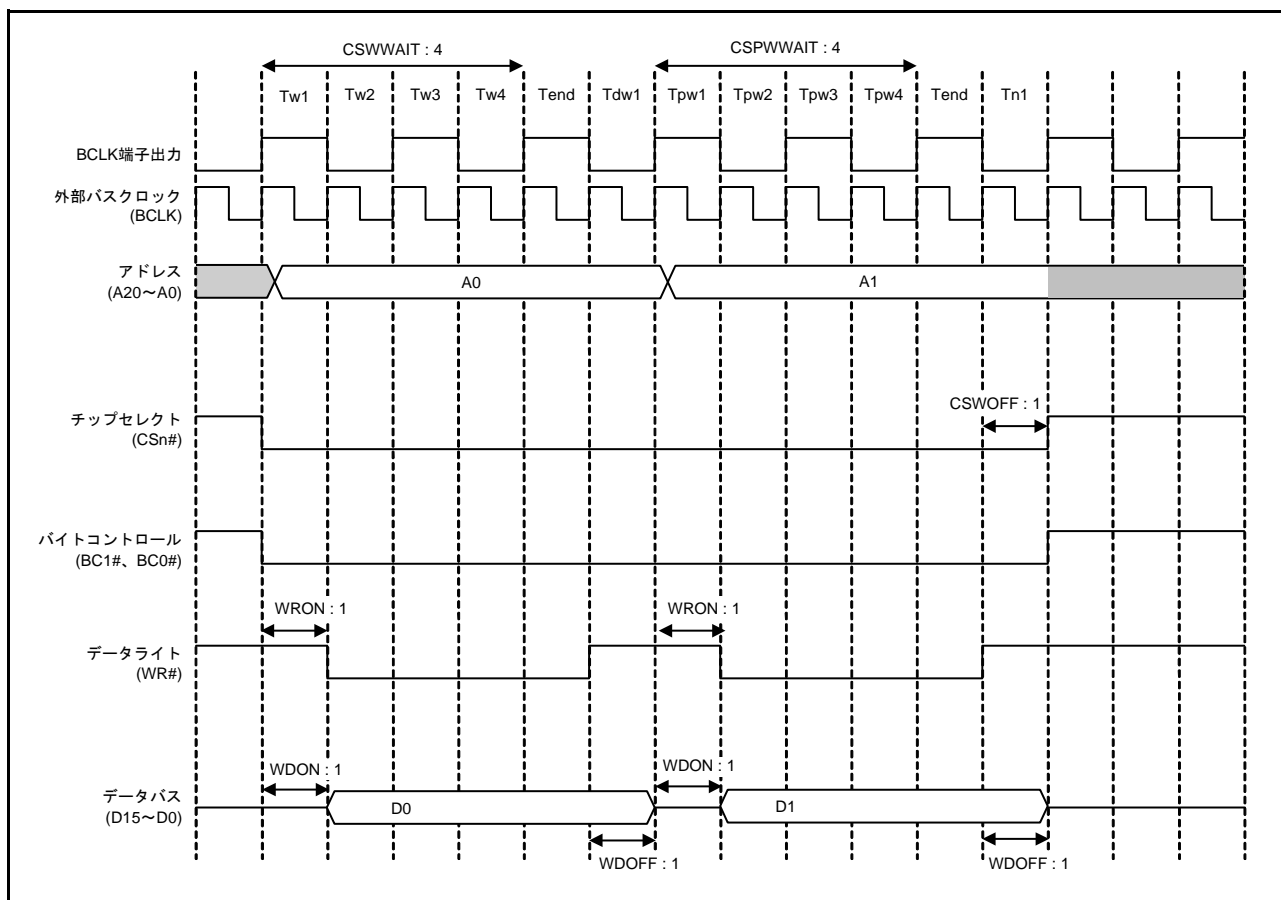 CSWWAIT : 4
CSPWWAIT : 4
Tw1 Tw2 Tw3 Tw4 Tend Tdw1 Tpw1 Tpw2 Tpw3 Tpw4 Tend Tn1
BCLK端子出力
外部バスクロック
(BCLK)
アドレス
(A20～A0)
A0
A1
チップセレクト
(CSn#)
CSWOFF : 1
バイトコントロール
(BC1#、BC0#)
WRON : 1
WRON : 1
データライト
(WR#)
WDON : 1
WDON : 1
データバス
(D15～D0)
D0
D1
WDOFF : 1
WDOFF : 1